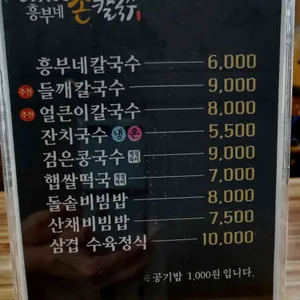 흥부네 손칼국수
흥부네칼국수 6,000
추천 들깨칼국수 9,000
추천 얼큰이칼국수 8,000
잔치국수 냉 온 5,500
검은콩국수 9,000
햅쌀떡국 7,000
돌솥비빔밥 8,000
산채비빔밥 7,500
삼겹 수육정식 10,000
※공기밥 1,000원 입니다.